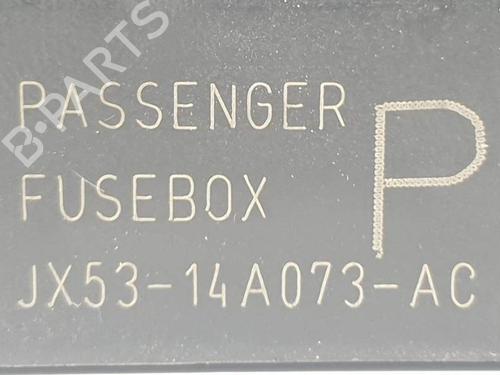 B-PARTS
PASSENGER
FUSEBOX
P
JX53-14A073-AC